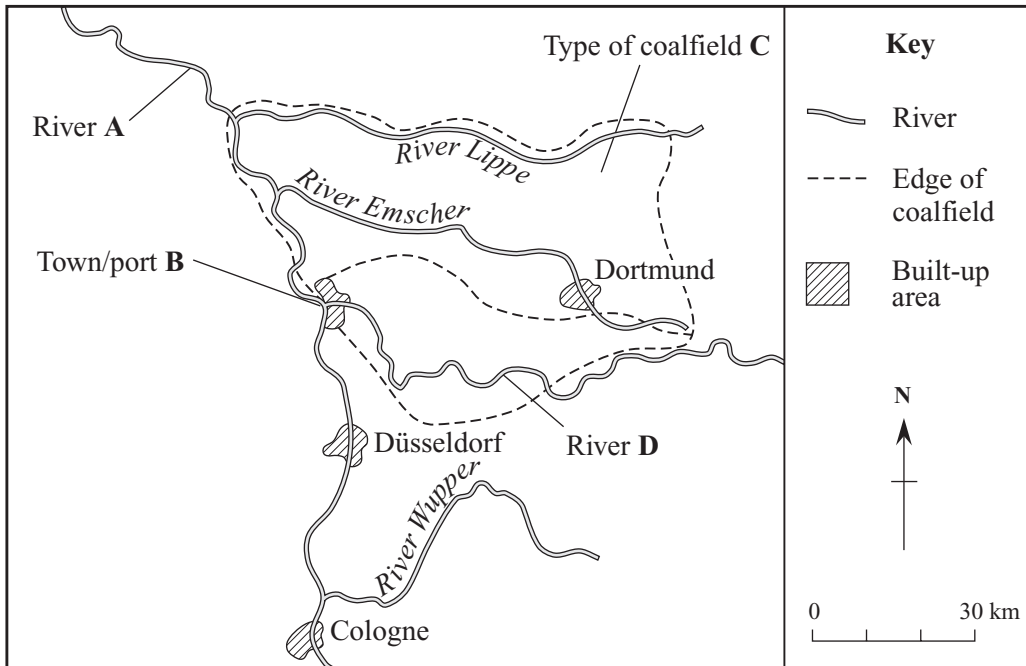 Type of coalfield C
River A
River Lippe
River Emscher
Town/port B
Dortmund
Düsseldorf
River D
River Wupper
Cologne
Key
River
Edge of
coalfield
Built-up
area
N
0 30 km